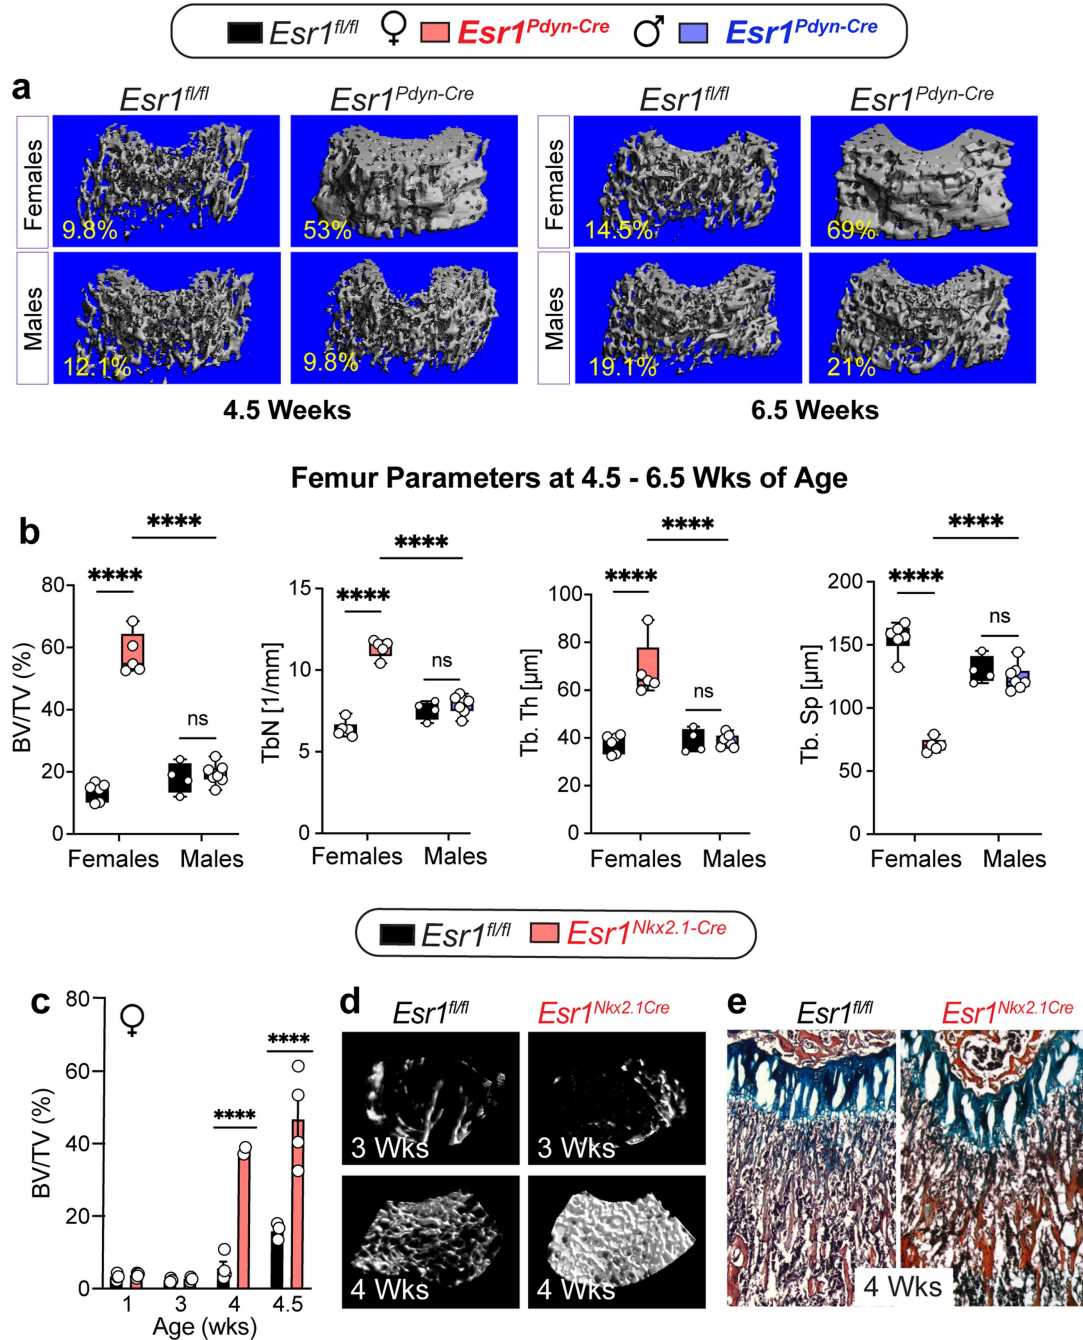 Esr1fl/fl ♀ Esr1Pdyn-Cre ♂ Esr1Pdyn-Cre
a
Esr1fl/fl Esr1Pdyn-Cre Esr1fl/fl Esr1Pdyn-Cre
Females 9.8% 53% 14.5% 69%
Males 12.1% 9.8% 19.1% 21%
4.5 Weeks 6.5 Weeks
Femur Parameters at 4.5 - 6.5 Wks of Age
b
BV/TV (%)
80
60
40
20
0
****
****
ns
Females Males
TbN [1/mm]
15
10
5
0
****
****
ns
Females Males
Tb. Th [µm]
100
80
60
40
20
0
****
****
ns
Females Males
Tb. Sp [µm]
200
150
100
50
0
****
****
ns
Females Males
Esr1fl/fl Esr1Nkx2.1-Cre
c
♀
BV/TV (%)
80
60
40
20
0
****
****
1 3 4 4.5
Age (wks)
d
Esr1fl/fl Esr1Nkx2.1Cre
3 Wks 3 Wks
4 Wks 4 Wks
e
Esr1fl/fl Esr1Nkx2.1Cre
4 Wks